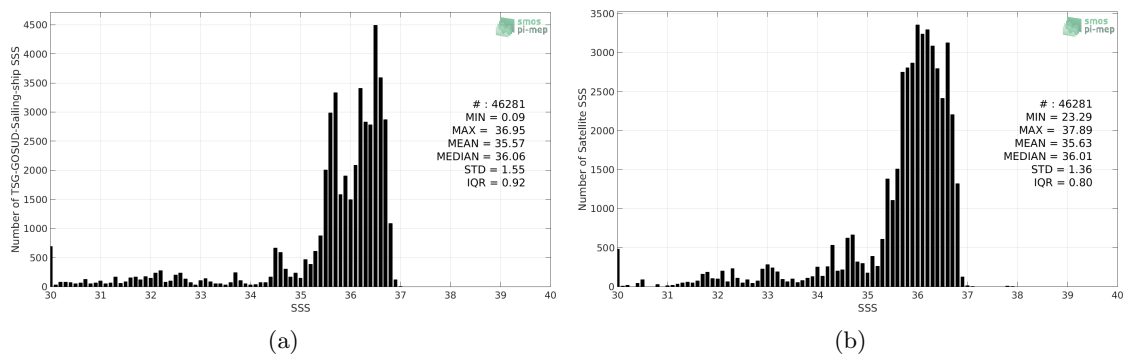 smos
pi-mep
Number of TSG-GOSUD-Sailing-ship SSS
4500
4000
3500
3000
2500
2000
1500
1000
500
0
# : 46281
MIN = 0.09
MAX = 36.95
MEAN = 35.57
MEDIAN = 36.06
STD = 1.55
IQR = 0.92
30 31 32 33 34 35 36 37 38 39 40
SSS
(a)
smos
pi-mep
Number of Satellite SSS
3500
3000
2500
2000
1500
1000
500
0
# : 46281
MIN = 23.29
MAX = 37.89
MEAN = 35.63
MEDIAN = 36.01
STD = 1.36
IQR = 0.80
30 31 32 33 34 35 36 37 38 39 40
SSS
(b)